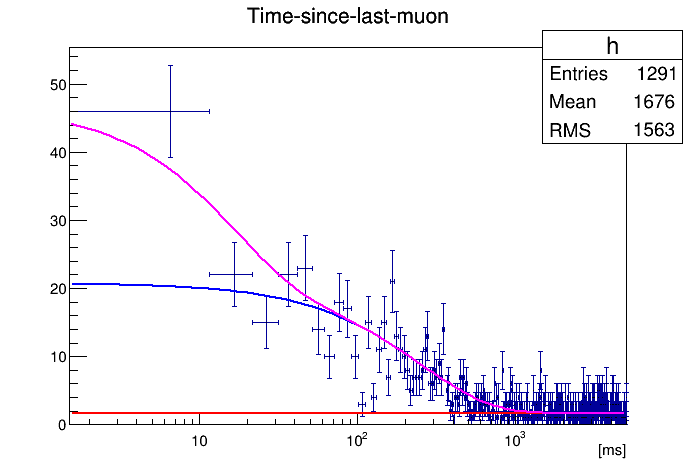 Time-since-last-muon
h
Entries 1291
Mean 1676
RMS 1563
50
40
30
20
10
0
10 10² 10³
[ms]